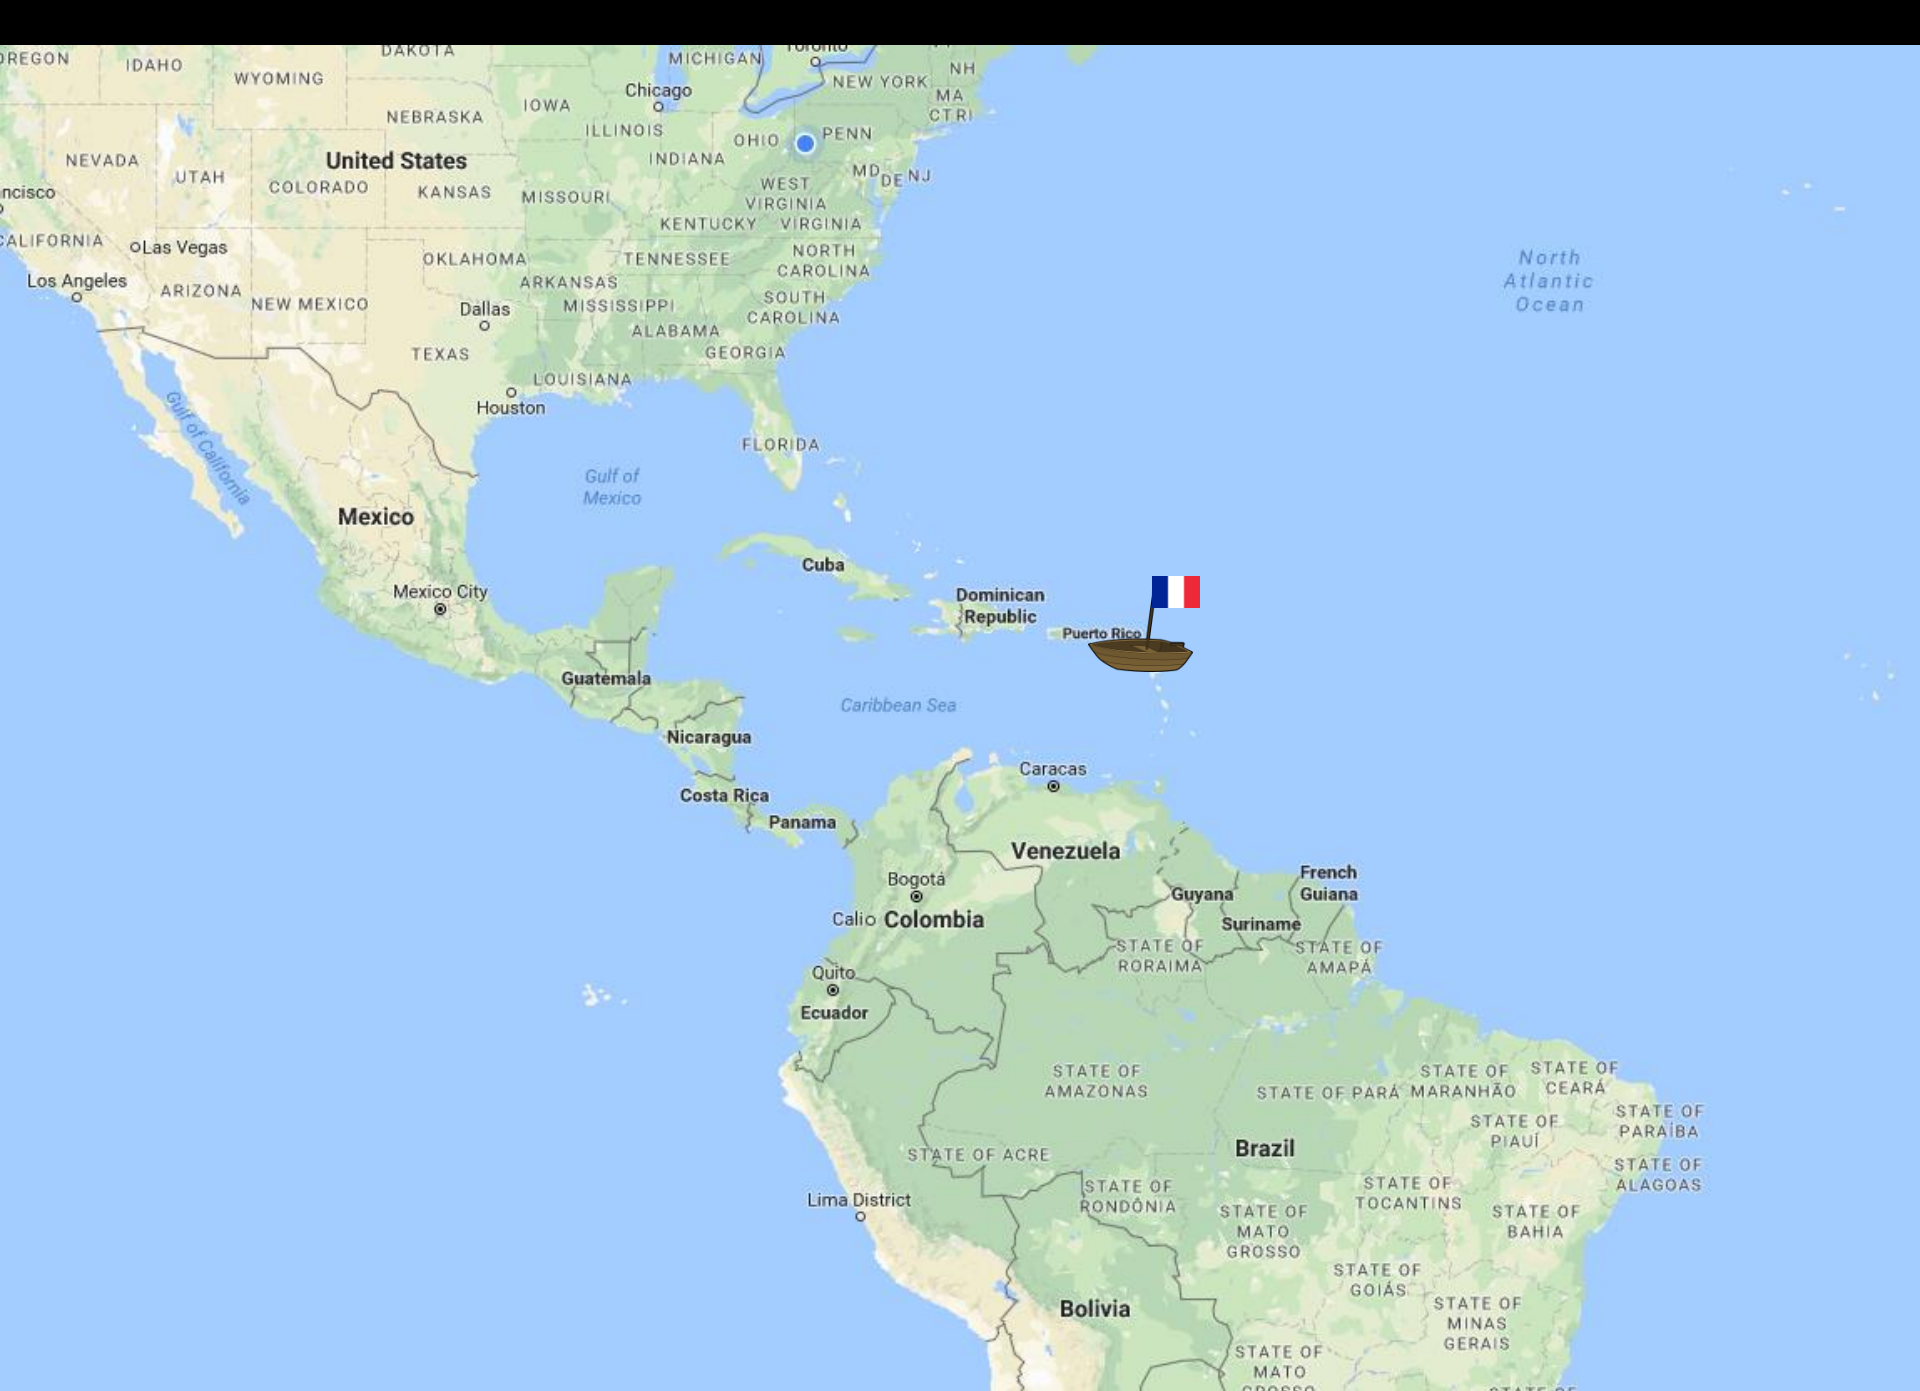 DAKOTA
OREGON
IDAHO
WYOMING
MICHIGAN
Toronto
NEW YORK
NH
MA
CT RI
Chicago
NEBRASKA
IOWA
ILLINOIS
OHIO
PENN
NEVADA
United States
INDIANA
UTAH
COLORADO
KANSAS
MISSOURI
MD
DE NJ
WEST
VIRGINIA
ncisco
KENTUCKY
VIRGINIA
CALIFORNIA
Las Vegas
OKLAHOMA
TENNESSEE
NORTH
CAROLINA
North
Atlantic
Ocean
Los Angeles
ARIZONA
NEW MEXICO
ARKANSAS
Dallas
MISSISSIPPI
SOUTH
CAROLINA
ALABAMA
TEXAS
GEORGIA
LOUISIANA
Houston
Gulf of California
FLORIDA
Gulf of
Mexico
Mexico
Mexico City
Cuba
Dominican
Republic
Puerto Rico
Guatemala
Caribbean Sea
Nicaragua
Caracas
Costa Rica
Panama
Venezuela
Bogotá
French
Guiana
Guyana
Cali
Colombia
Suriname
STATE OF
RORAIMA
STATE OF
AMAPÁ
Quito
Ecuador
STATE OF
AMAZONAS
STATE OF PARÁ
STATE OF
MARANHÃO
STATE OF
CEARÁ
STATE OF
PIAUÍ
STATE OF
PARAÍBA
STATE OF ACRE
Brazil
STATE OF
ALAGOAS
Lima District
STATE OF
RONDÔNIA
STATE OF
TOCANTINS
STATE OF
MATO
GROSSO
STATE OF
BAHIA
STATE OF
GOIÁS
Bolivia
STATE OF
MINAS
GERAIS
STATE OF
MATO
GROSSO
STATE OF